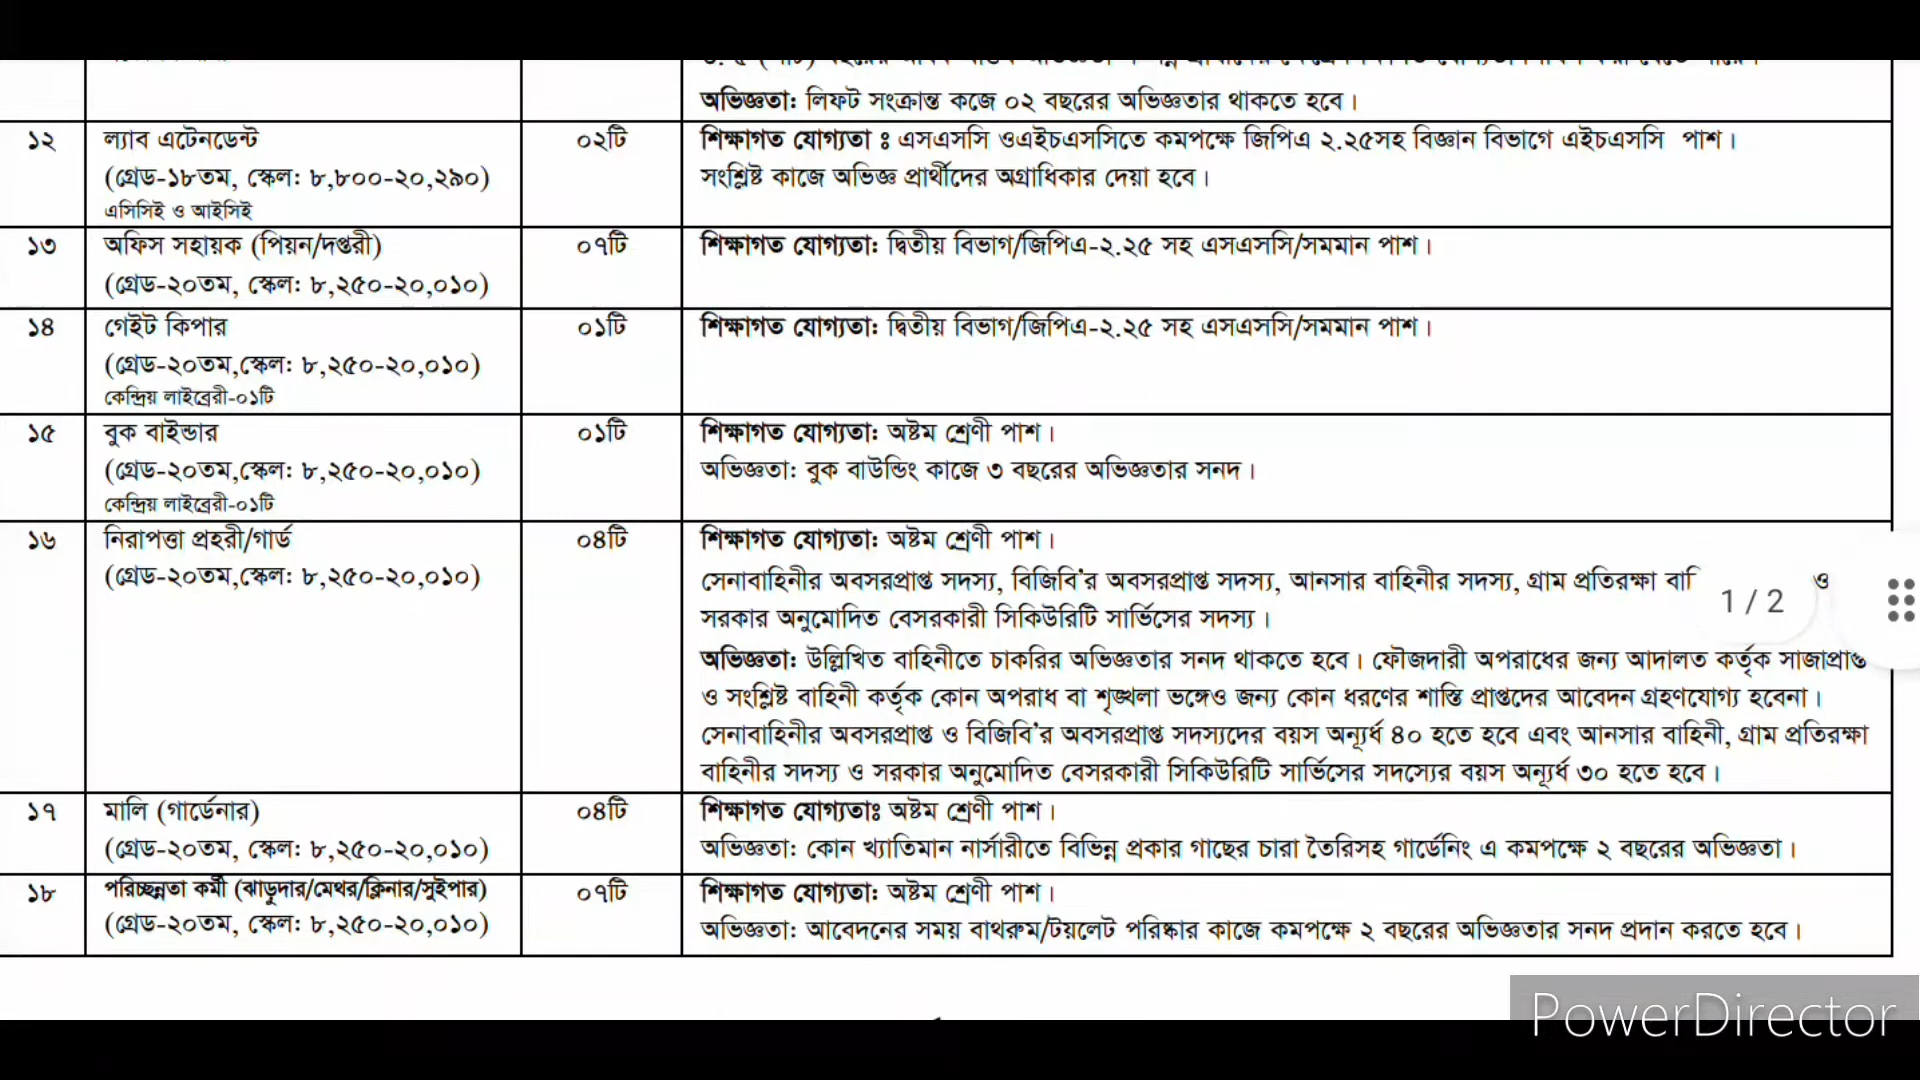 অভিজ্ঞতা: লিফট সংক্রান্ত কজে ০২ বছরের অভিজ্ঞতার থাকতে হবে।
১২ ল্যাব এটেনডেন্ট ০২টি শিক্ষাগত যোগ্যতা ঃ এসএসসি ওএইচএসসিতে কমপক্ষে জিপিএ ২.২৫সহ বিজ্ঞান বিভাগে এইচএসসি পাশ।
(গ্রেড-১৮তম, স্কেল: ৮,৮০০-২০,২৯০) সংশ্লিষ্ট কাজে অভিজ্ঞ প্রার্থীদের অগ্রাধিকার দেয়া হবে।
এসিসিই ও আইসিই
১৩ অফিস সহায়ক (পিয়ন/দপ্তরী) ০৭টি শিক্ষাগত যোগ্যতা: দ্বিতীয় বিভাগ/জিপিএ-২.২৫ সহ এসএসসি/সমমান পাশ।
(গ্রেড-২০তম, স্কেল: ৮,২৫০-২০,০১০)
১৪ গেইট কিপার ০১টি শিক্ষাগত যোগ্যতা: দ্বিতীয় বিভাগ/জিপিএ-২.২৫ সহ এসএসসি/সমমান পাশ।
(গ্রেড-২০তম,স্কেল: ৮,২৫০-২০,০১০)
কেন্দ্রিয় লাইব্রেরী-০১টি
১৫ বুক বাইন্ডার ০১টি শিক্ষাগত যোগ্যতা: অষ্টম শ্রেণী পাশ।
(গ্রেড-২০তম,স্কেল: ৮,২৫০-২০,০১০) অভিজ্ঞতা: বুক বাউন্ডিং কাজে ৩ বছরের অভিজ্ঞতার সনদ।
কেন্দ্রিয় লাইব্রেরী-০১টি
১৬ নিরাপত্তা প্রহরী/গার্ড ০৪টি শিক্ষাগত যোগ্যতা: অষ্টম শ্রেণী পাশ।
(গ্রেড-২০তম,স্কেল: ৮,২৫০-২০,০১০) সেনাবাহিনীর অবসরপ্রাপ্ত সদস্য, বিজিবি'র অবসরপ্রাপ্ত সদস্য, আনসার বাহিনীর সদস্য, গ্রাম প্রতিরক্ষা ও
1 / 2
সরকার অনুমোদিত বেসরকারী সিকিউরিটি সার্ভিসের সদস্য।
অভিজ্ঞতা: উল্লিখিত বাহিনীতে চাকরির অভিজ্ঞতার সনদ থাকতে হবে। ফৌজদারী অপরাধের জন্য আদালত কর্তৃক সাজাপ্রাপ্ত
ও সংশ্লিষ্ট বাহিনী কর্তৃক কোন অপরাধ বা শৃঙ্খলা ভঙ্গেও জন্য কোন ধরণের শাস্তি প্রাপ্তদের আবেদন গ্রহণযোগ্য হবেনা।
সেনাবাহিনীর অবসরপ্রাপ্ত ও বিজিবি'র অবসরপ্রাপ্ত সদস্যদের বয়স অন্যূর্ধ ৪০ হতে হবে এবং আনসার বাহিনী, গ্রাম প্রতিরক্ষা
বাহিনীর সদস্য ও সরকার অনুমোদিত বেসরকারী সিকিউরিটি সার্ভিসের সদস্যের বয়স অন্যূর্ধ ৩০ হতে হবে।
১৭ মালি (গার্ডেনার) ০৪টি শিক্ষাগত যোগ্যতাঃ অষ্টম শ্রেণী পাশ।
(গ্রেড-২০তম, স্কেল: ৮,২৫০-২০,০১০) অভিজ্ঞতা: কোন খ্যাতিমান নার্সারীতে বিভিন্ন প্রকার গাছের চারা তৈরিসহ গার্ডেনিং এ কমপক্ষে ২ বছরের অভিজ্ঞতা।
১৮ পরিচ্ছন্নতা কর্মী (ঝাড়ুদার/মেথর/ক্লিনার/সুইপার) ০৭টি শিক্ষাগত যোগ্যতা: অষ্টম শ্রেণী পাশ।
(গ্রেড-২০তম, স্কেল: ৮,২৫০-২০,০১০) অভিজ্ঞতা: আবেদনের সময় বাথরুম/টয়লেট পরিষ্কার কাজে কমপক্ষে ২ বছরের অভিজ্ঞতার সনদ প্রদান করতে হবে।
PowerDirector